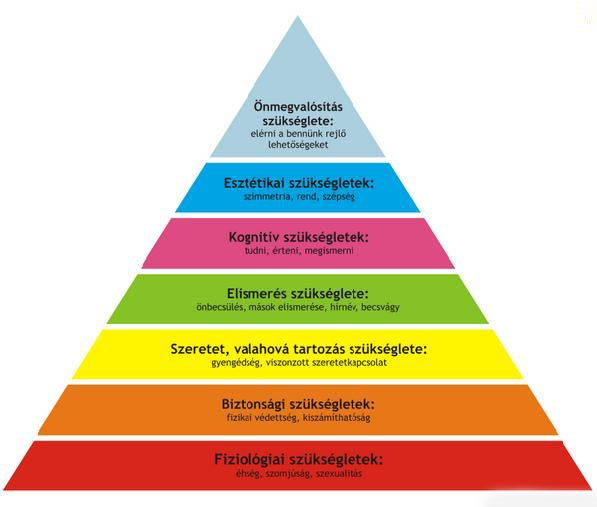 Önmegvalósítás
szükséglete:
elérni a bennünk rejlő
lehetőségeket
Esztétikai szükségletek:
szimmetria, rend, szépség
Kognitív szükségletek:
tudni, érteni, megismerni
Elismerés szükséglete:
önbecsülés, mások elismerése, hírnév, becsvágy
Szeretet, valahová tartozás szükséglete:
gyengédség, viszonzott szeretetkapcsolat
Biztonsági szükségletek:
fizikai védettség, kiszámíthatóság
Fiziológiai szükségletek:
éhség, szomjúság, szexualitás